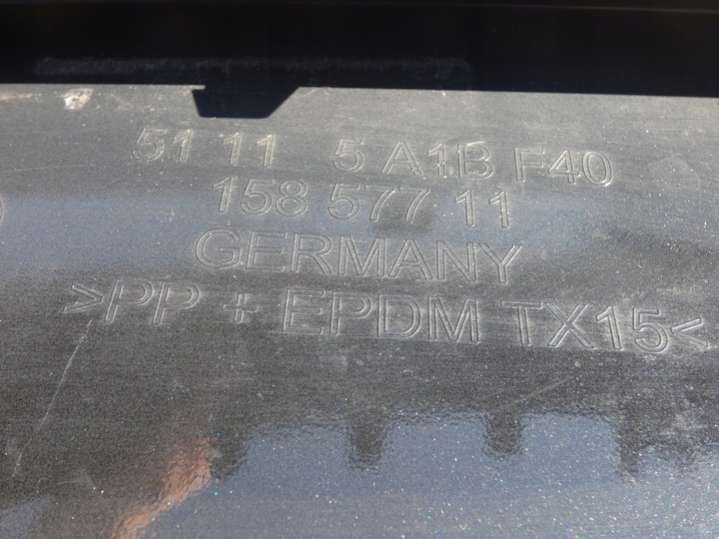 51 11 5 A1B F40
158 577 11
GERMANY
>PP + EPDM TX15<